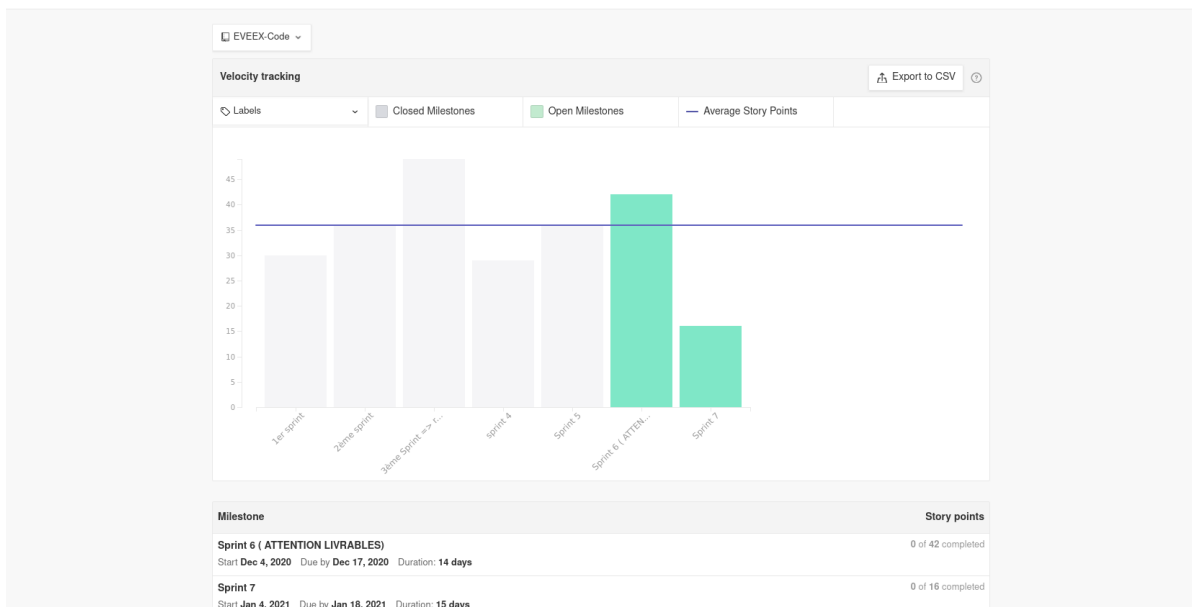 EVEEX-Code
Velocity tracking
Export to CSV
Labels
Closed Milestones
Open Milestones
Average Story Points
45
40
35
30
25
20
15
10
5
0
1er sprint
2ème sprint
3ème Sprint => r...
sprint 4
Sprint 5
Sprint 6 ( ATTEN...
Sprint 7
Milestone Story points
Sprint 6 ( ATTENTION LIVRABLES) 0 of 42 completed
Start Dec 4, 2020 Due by Dec 17, 2020 Duration: 14 days
Sprint 7 0 of 16 completed
Start Jan 4, 2021 Due by Jan 18, 2021 Duration: 15 days